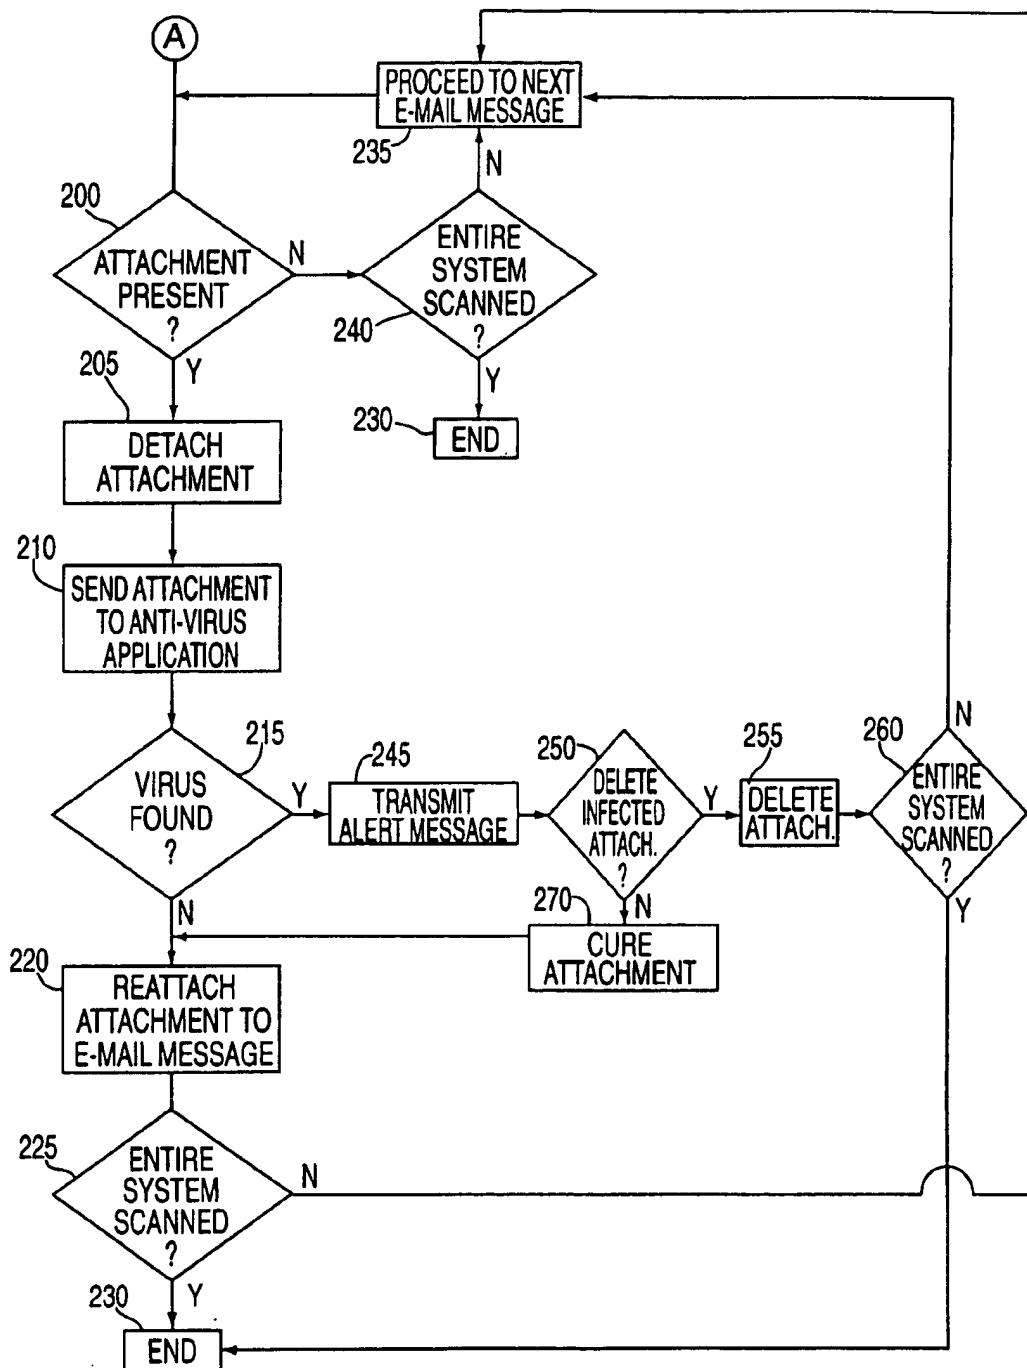 A
PROCEED TO NEXT
E-MAIL MESSAGE
235
N
200
ATTACHMENT
PRESENT
?
N
ENTIRE
SYSTEM
SCANNED
?
240
Y
Y
205
DETACH
ATTACHMENT
230
END
210
SEND ATTACHMENT
TO ANTI-VIRUS
APPLICATION
215
VIRUS
FOUND
?
Y
245
TRANSMIT
ALERT MESSAGE
250
DELETE
INFECTED
ATTACH.
?
Y
255
DELETE
ATTACH.
260
N
ENTIRE
SYSTEM
SCANNED
?
Y
N
N
270
CURE
ATTACHMENT
220
REATTACH
ATTACHMENT TO
E-MAIL MESSAGE
225
ENTIRE
SYSTEM
SCANNED
?
N
Y
230
END